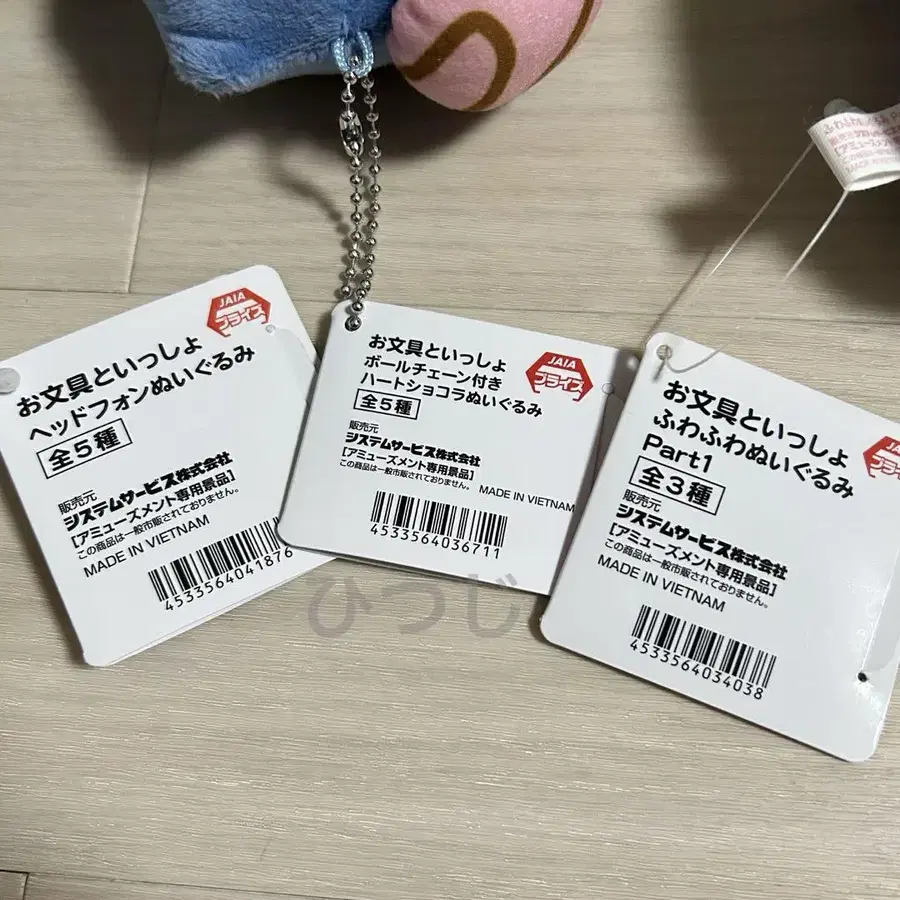 JAIA
プライズ
お文具といっしょ
ヘッドフォンぬいぐるみ
全5種
販売元
システムサービス株式会社
[アミューズメント専用景品]
この商品は一般市販されておりません。
MADE IN VIETNAM
4533564041876
JAIA
プライズ
お文具といっしょ
ボールチェーン付き
ハートショコラぬいぐるみ
全5種
販売元
システムサービス株式会社
[アミューズメント専用景品]
この商品は一般市販されておりません。 MADE IN VIETNAM
4533564036711
JAIA
お文具といっしょ
ふわふわぬいぐるみ
Part1
全3種
販売元
システムサービス株式会社
[アミューズメント専用景品]
この商品は一般市販されておりません。
MADE IN VIETNAM
4533564034038
ひつじ